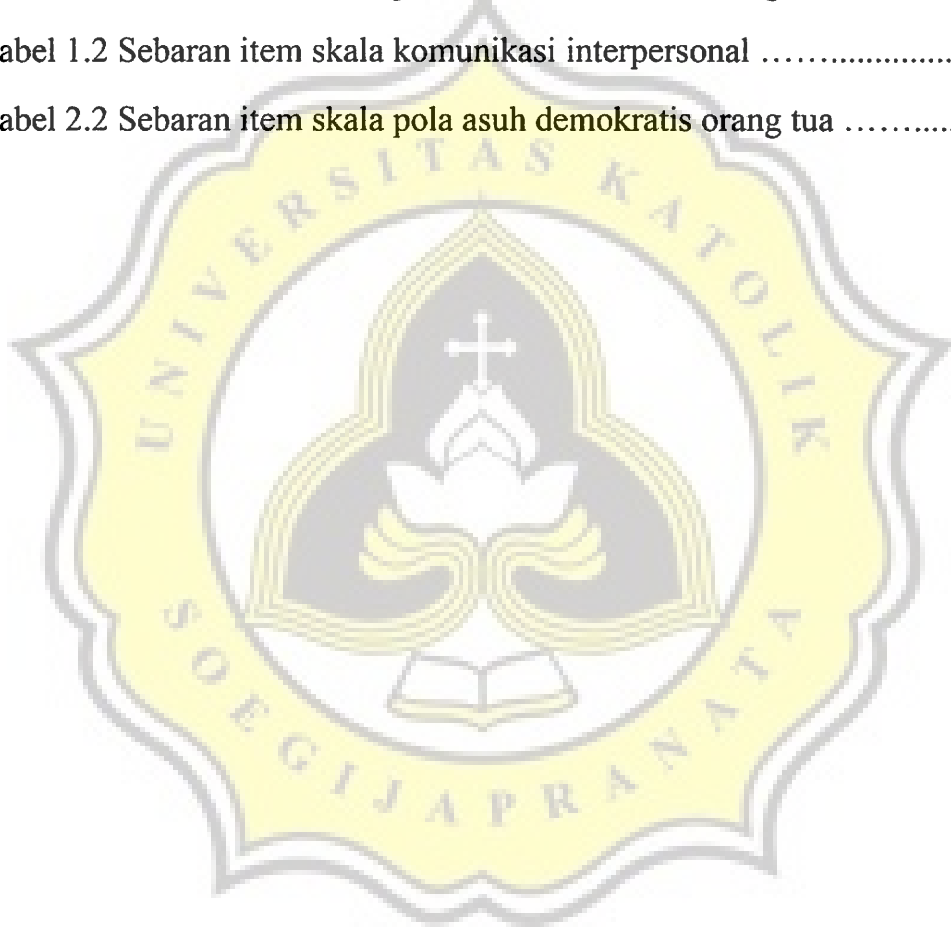 abel 1.2 Sebaran item skala komunikasi interpersonal ....................
abel 2.2 Sebaran item skala pola asuh demokratis orang tua ............
UNIVERSITAS KATOLIK
SOEGIJAPRANATA